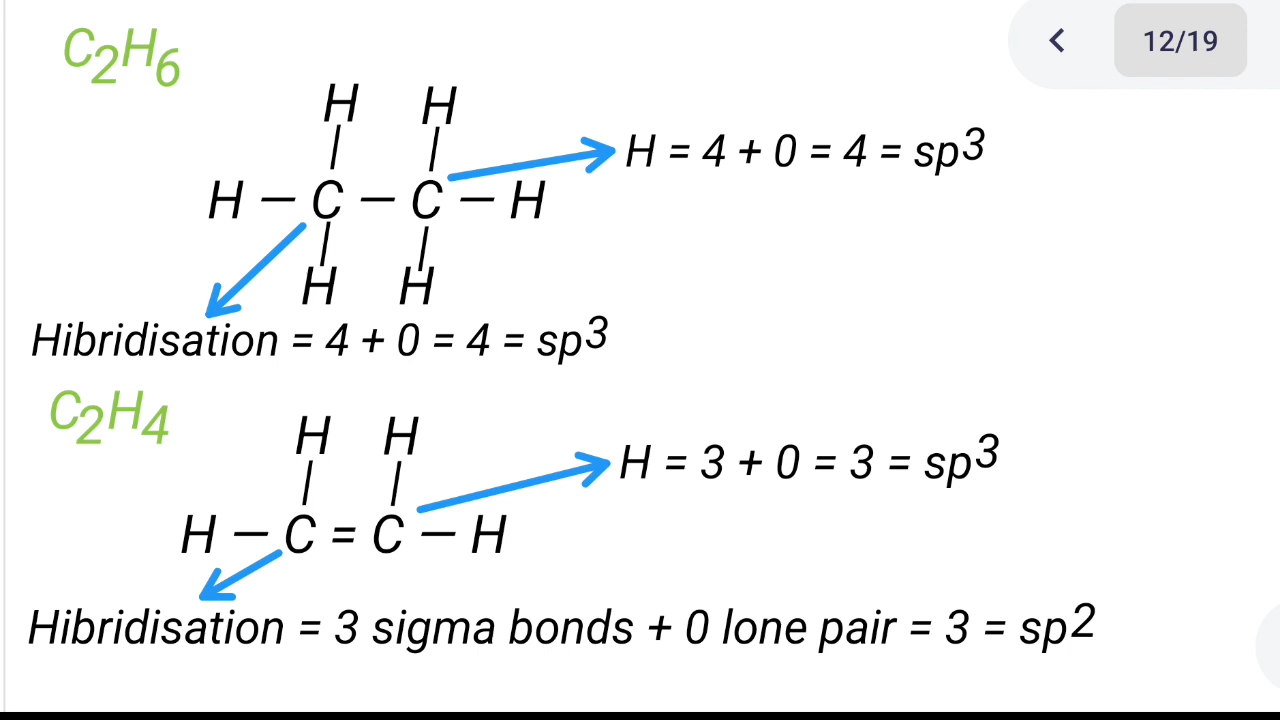 C2H6
12/19
H H
H = 4 + 0 = 4 = sp3
H – C – C – H
H H
Hibridisation = 4 + 0 = 4 = sp3
C2H4
H H
H = 3 + 0 = 3 = sp3
H – C = C – H
Hibridisation = 3 sigma bonds + 0 lone pair = 3 = sp2